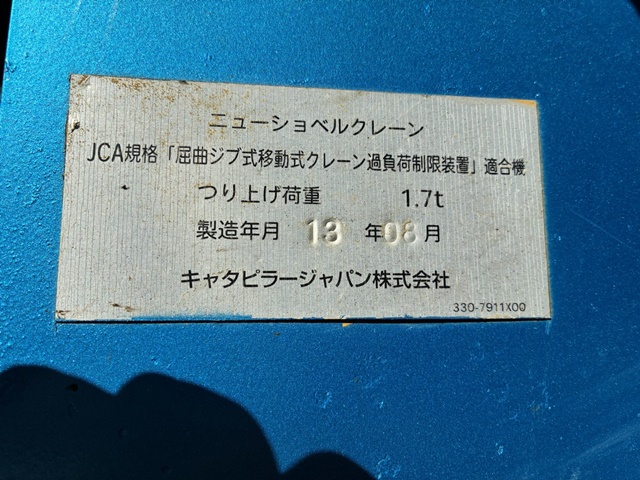 ニューショベルクレーン
JCA規格「屈曲ジブ式移動式クレーン過負荷制限装置」適合機
つり上げ荷重 1.7t
製造年月 13 年08月
キャタピラージャパン株式会社
330-7911X00